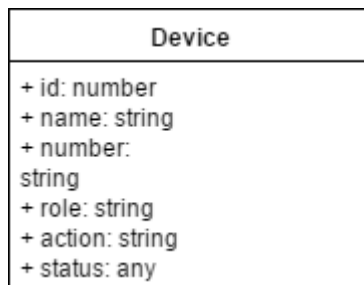 Device
+ id: number
+ name: string
+ number:
string
+ role: string
+ action: string
+ status: any